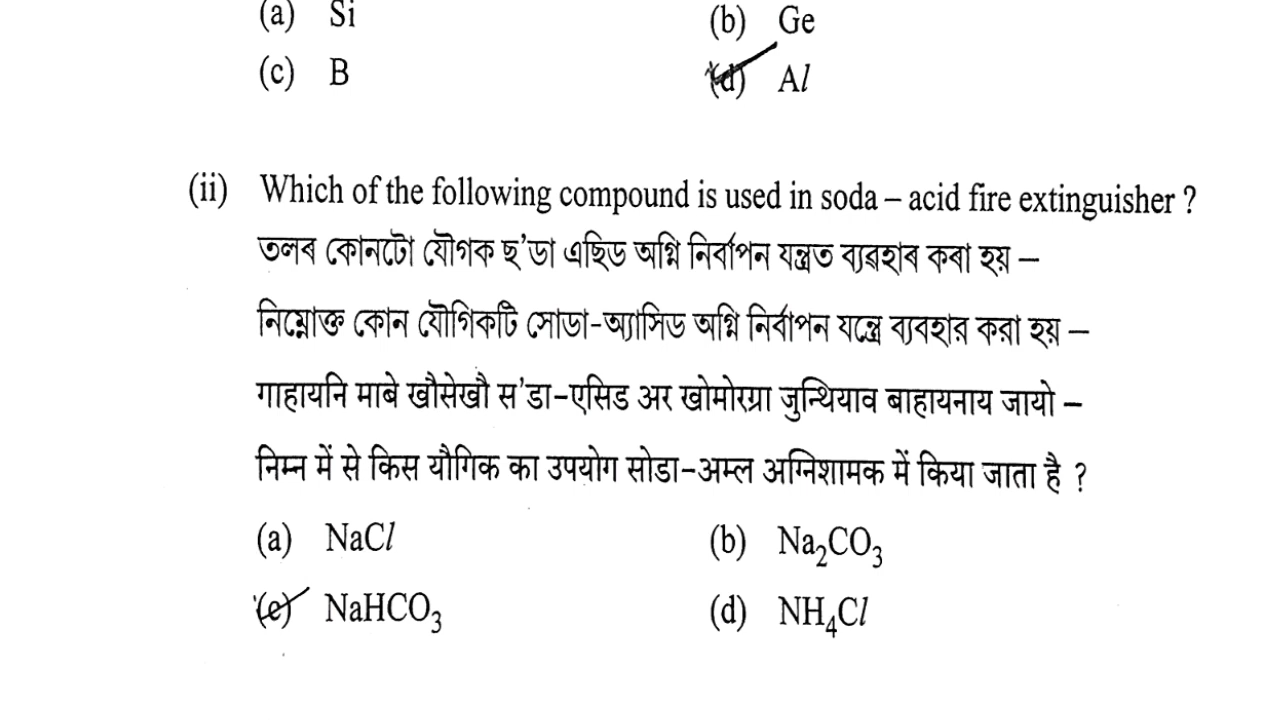 (a) Si (b) Ge
(c) B (d) Al
(ii) Which of the following compound is used in soda – acid fire extinguisher ?
তলৰ কোনটো যৌগক ছ'ডা এছিড অগ্নি নিৰ্বাপন যন্ত্ৰত ব্যৱহাৰ কৰা হয় –
নিম্নোক্ত কোন যৌগিকটি সোডা-অ্যাসিড অগ্নি নির্বাপন যন্ত্রে ব্যবহার করা হয় –
गाहायनि माबे खौसेखौ स'डा-एसिड अर खोमोरग्रा जुन्थियाव बाहायनाय जायो –
निम्न में से किस यौगिक का उपयोग सोडा-अम्ल अग्निशामक में किया जाता है ?
(a) NaCl (b) Na₂CO₃
(c) NaHCO₃ (d) NH₄Cl